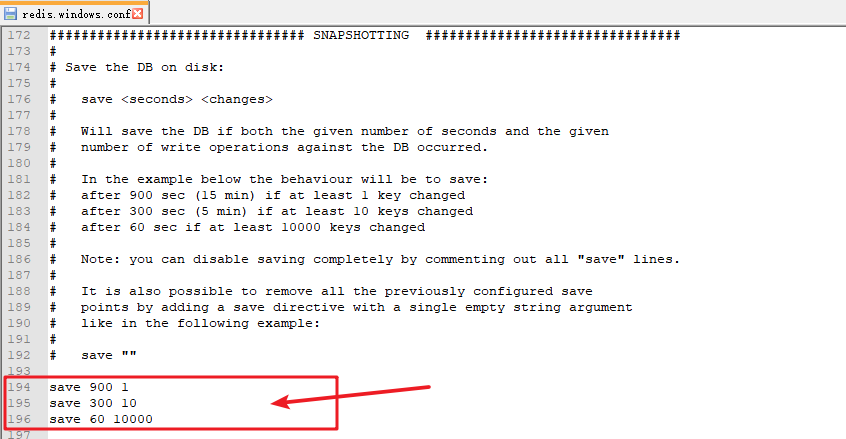 redis.windows.conf
172 ################################ SNAPSHOTTING  ################################
173 #
174 # Save the DB on disk:
175 #
176 #   save <seconds> <changes>
177 #
178 #   Will save the DB if both the given number of seconds and the given
179 #   number of write operations against the DB occurred.
180 #
181 #   In the example below the behaviour will be to save:
182 #   after 900 sec (15 min) if at least 1 key changed
183 #   after 300 sec (5 min) if at least 10 keys changed
184 #   after 60 sec if at least 10000 keys changed
185 #
186 #   Note: you can disable saving completely by commenting out all "save" lines.
187 #
188 #   It is also possible to remove all the previously configured save
189 #   points by adding a save directive with a single empty string argument
190 #   like in the following example:
191 #
192 #   save ""
193
194 save 900 1
195 save 300 10
196 save 60 10000
197